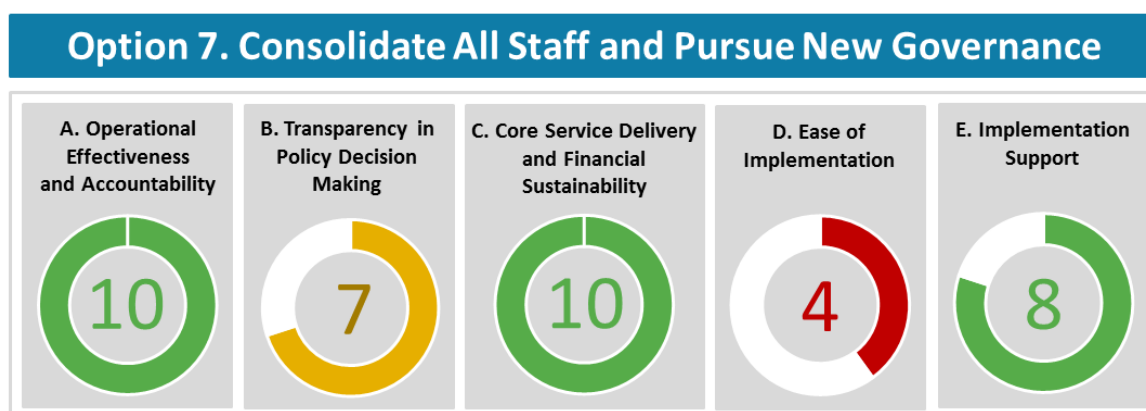 Option 7. Consolidate All Staff and Pursue New Governance
A. Operational
Effectiveness
and Accountability
10
B. Transparency in
Policy Decision
Making
7
C. Core Service Delivery
and Financial
Sustainability
10
D. Ease of
Implementation
4
E. Implementation
Support
8